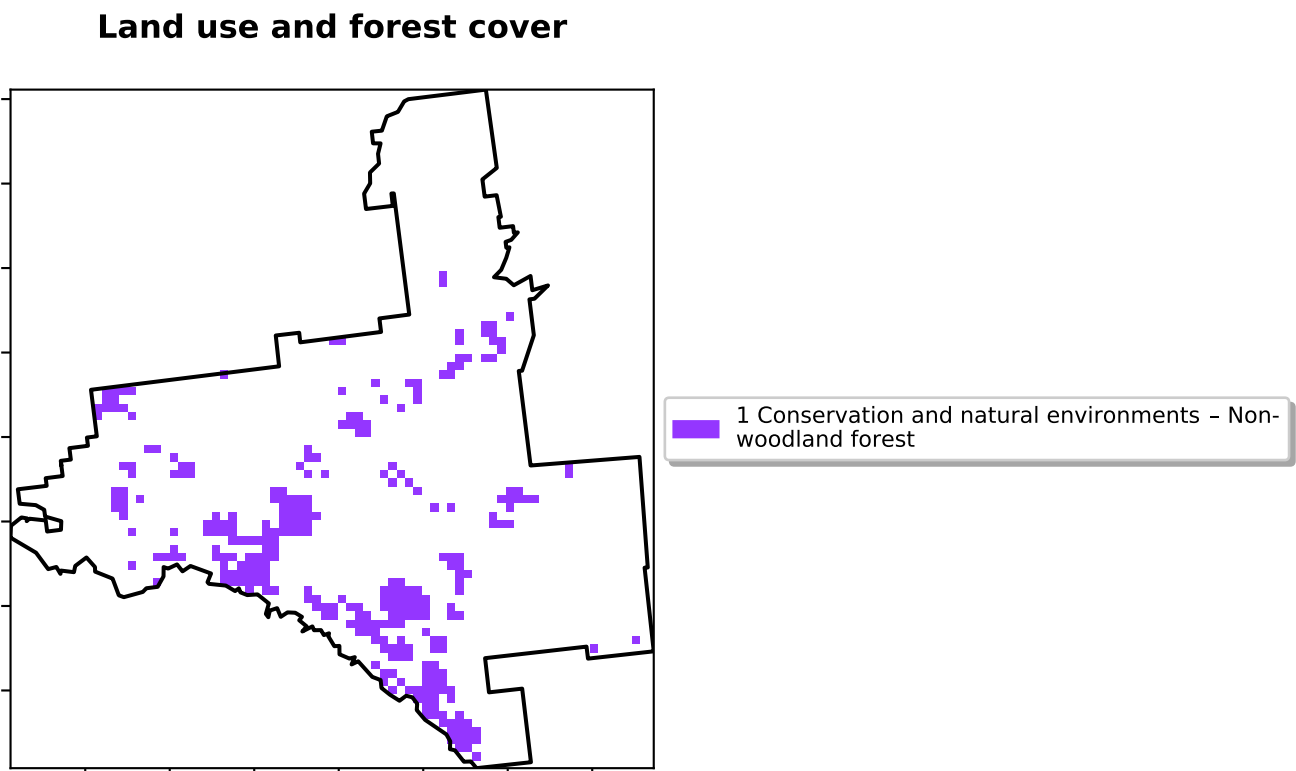 Land use and forest cover
1 Conservation and natural environments – Non-
woodland forest